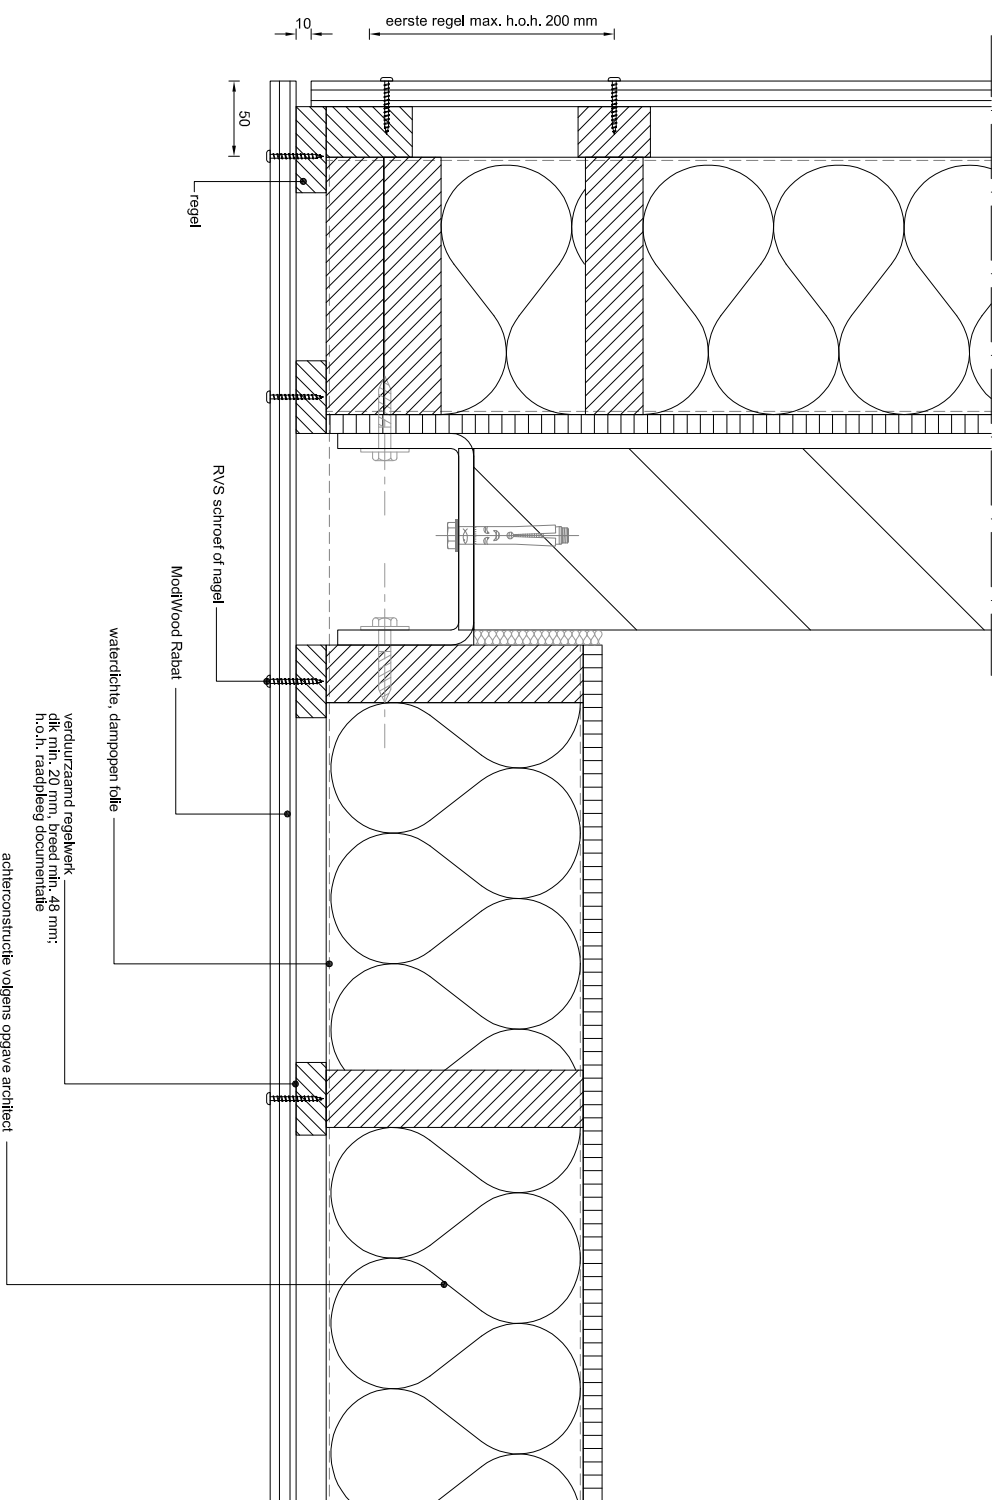 eerste regel max. h.o.h. 200 mm
10
50
regel
RVS schroef of nagel
ModiWood Rabat
waterdichte, dampopen folie
verduurzaamd regelwerk
dik min. 20 mm, breed min. 48 mm;
h.o.h. raadpleeg documentatie
achterconstructie volgens opgave architect